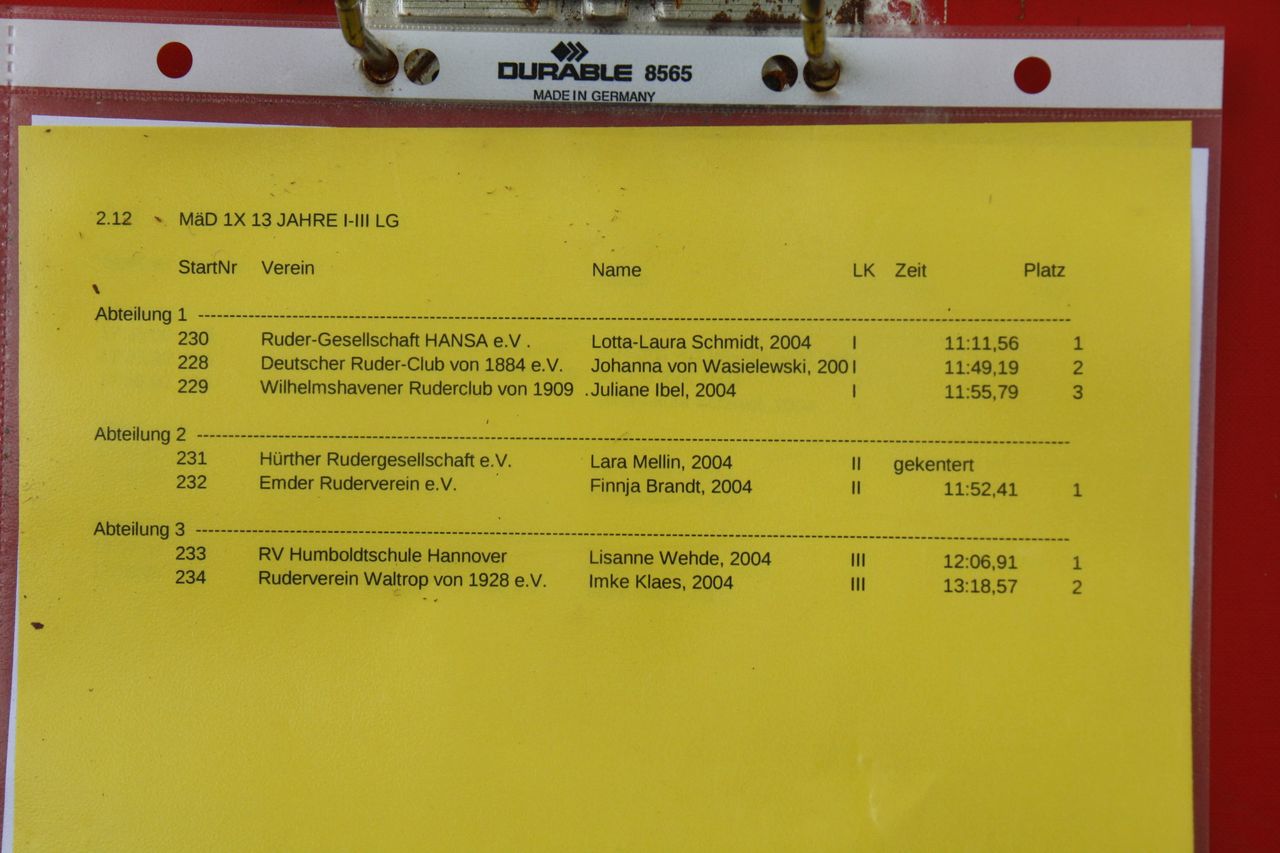 DURABLE 8565
MADE IN GERMANY
2.12 MäD 1X 13 JAHRE I-III LG
StartNr Verein Name LK Zeit Platz
Abteilung 1 ----------------------------------------------------------------
230 Ruder-Gesellschaft HANSA e.V . Lotta-Laura Schmidt, 2004 I 11:11,56 1
228 Deutscher Ruder-Club von 1884 e.V. Johanna von Wasielewski, 200 I 11:49,19 2
229 Wilhelmshavener Ruderclub von 1909 . Juliane Ibel, 2004 I 11:55,79 3
Abteilung 2 ----------------------------------------------------------------
231 Hürther Rudergesellschaft e.V. Lara Mellin, 2004 II gekentert
232 Emder Ruderverein e.V. Finnja Brandt, 2004 II 11:52,41 1
Abteilung 3 ----------------------------------------------------------------
233 RV Humboldtschule Hannover Lisanne Wehde, 2004 III 12:06,91 1
234 Ruderverein Waltrop von 1928 e.V. Imke Klaes, 2004 III 13:18,57 2